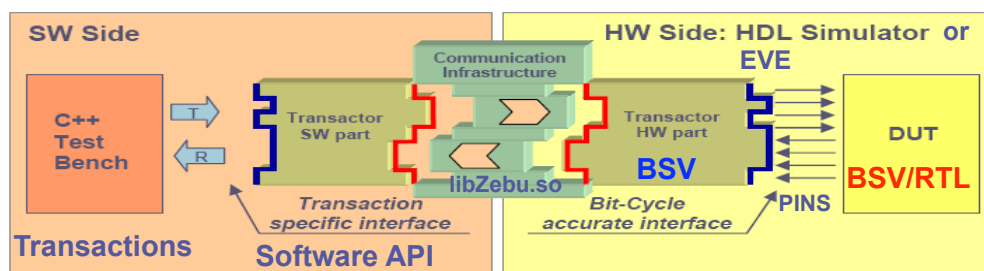 SW Side
HW Side: HDL Simulator or
EVE
Communication
Infrastructure
C++
Test
Bench
T
R
Transactor
SW part
Transactor
HW part
BSV
libZebu.so
DUT
BSV/RTL
PINS
Transaction
specific interface
Bit-Cycle
accurate interface
Transactions
Software API